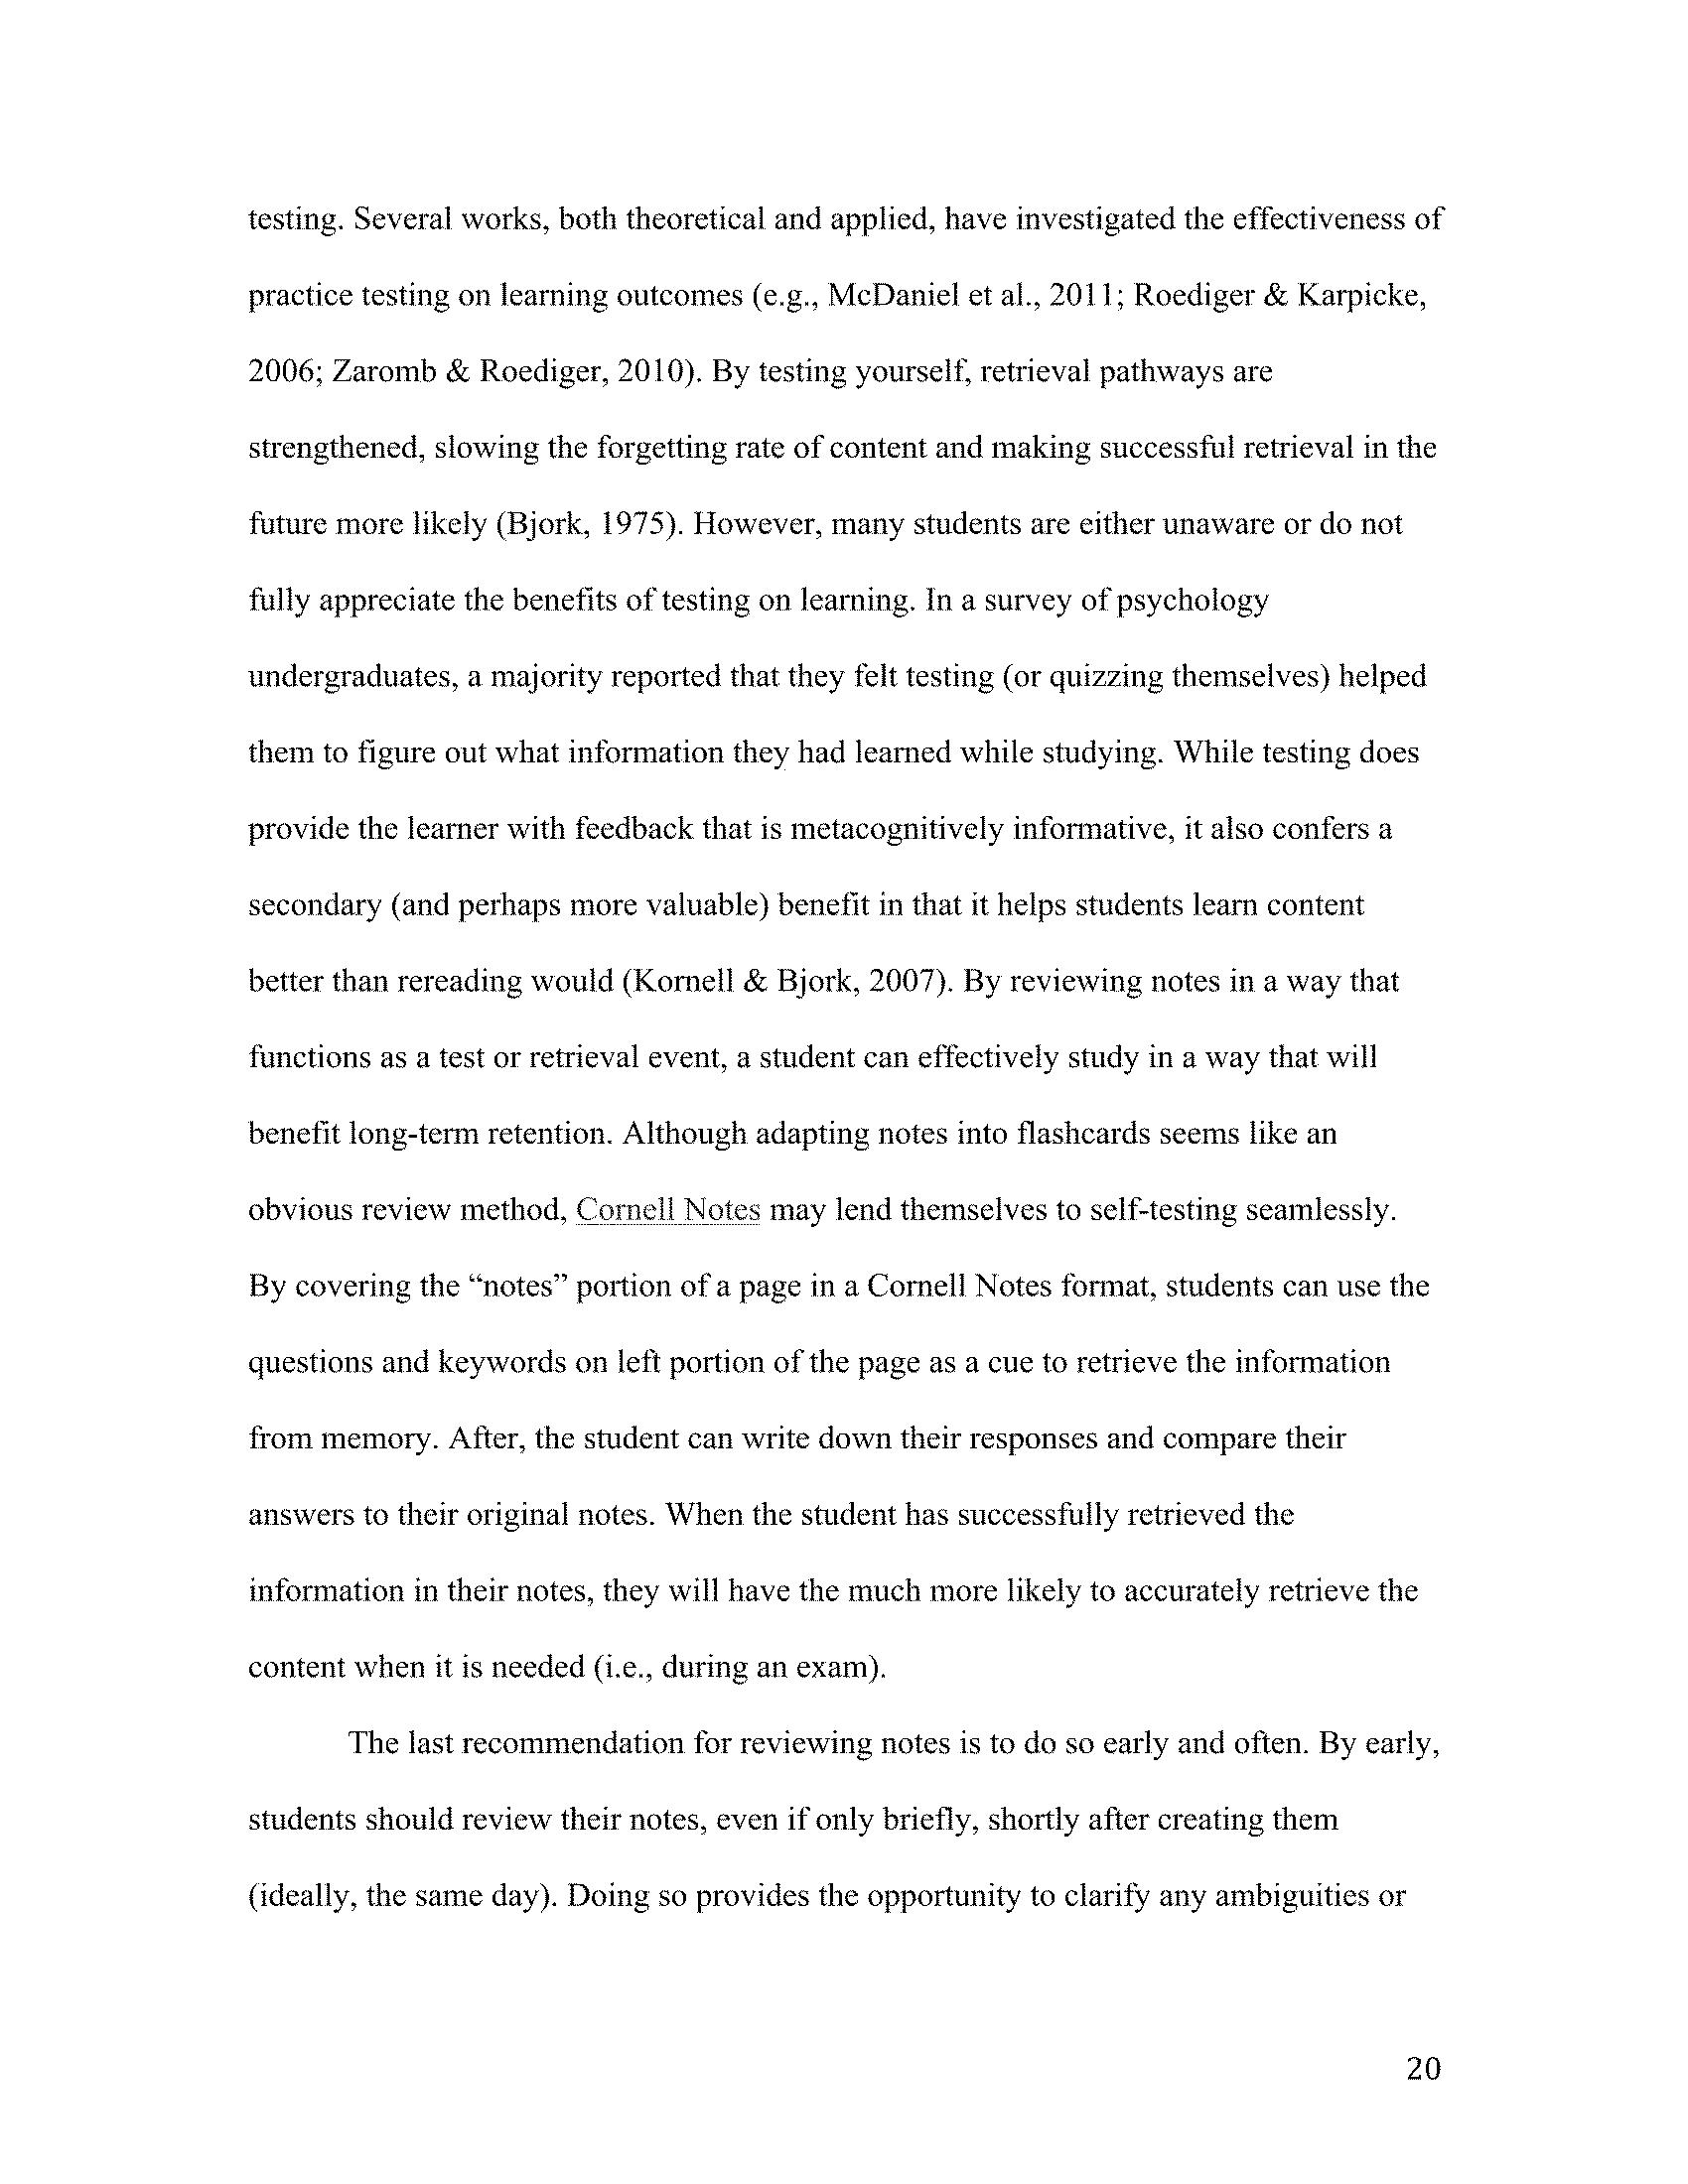 testing. Several works, both theoretical and applied, have investigated the effectiveness of
practice testing on learning outcomes (e.g., McDaniel et al., 2011; Roediger & Karpicke,
2006; Zaromb & Roediger, 2010). By testing yourself, retrieval pathways are
strengthened, slowing the forgetting rate of content and making successful retrieval in the
future more likely (Bjork, 1975). However, many students are either unaware or do not
fully appreciate the benefits of testing on learning. In a survey of psychology
undergraduates, a majority reported that they felt testing (or quizzing themselves) helped
them to figure out what information they had learned while studying. While testing does
provide the learner with feedback that is metacognitively informative, it also confers a
secondary (and perhaps more valuable) benefit in that it helps students learn content
better than rereading would (Kornell & Bjork, 2007). By reviewing notes in a way that
functions as a test or retrieval event, a student can effectively study in a way that will
benefit long-term retention. Although adapting notes into flashcards seems like an
obvious review method, Cornell Notes may lend themselves to self-testing seamlessly.
By covering the “notes” portion of a page in a Cornell Notes format, students can use the
questions and keywords on left portion of the page as a cue to retrieve the information
from memory. After, the student can write down their responses and compare their
answers to their original notes. When the student has successfully retrieved the
information in their notes, they will have the much more likely to accurately retrieve the
content when it is needed (i.e., during an exam).
The last recommendation for reviewing notes is to do so early and often. By early,
students should review their notes, even if only briefly, shortly after creating them
(ideally, the same day). Doing so provides the opportunity to clarify any ambiguities or
20